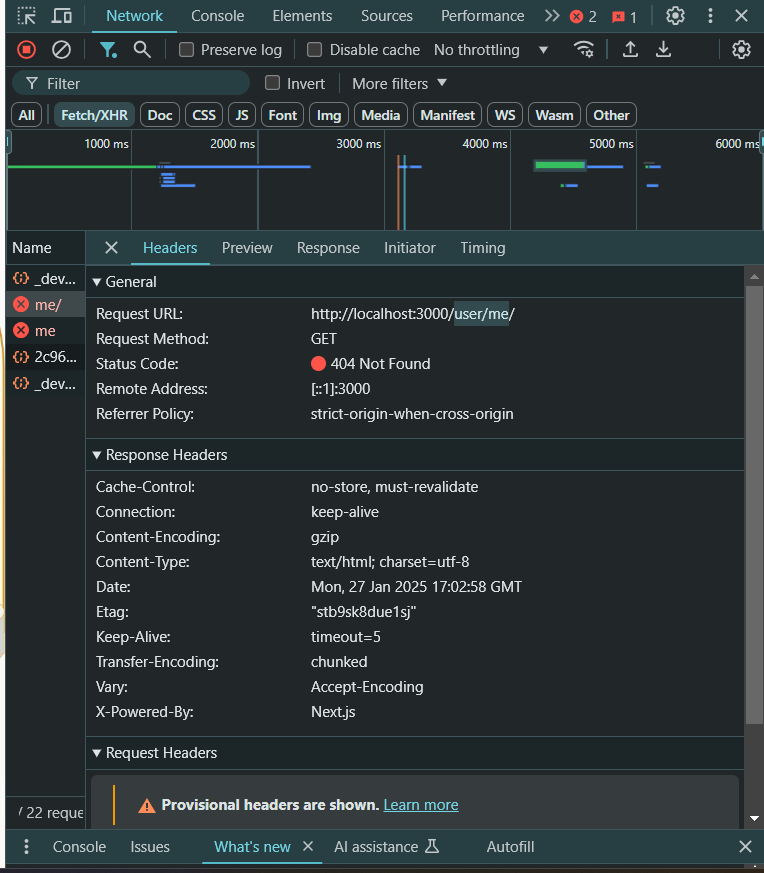 Network Console Elements Sources Performance 2 1
Preserve log Disable cache No throttling
Filter Invert More filters
All Fetch/XHR Doc CSS JS Font Img Media Manifest WS Wasm Other
1000 ms 2000 ms 3000 ms 4000 ms 5000 ms 6000 ms
Name Headers Preview Response Initiator Timing
_dev...
me/
me
2c96...
_dev...
General
Request URL: http://localhost:3000/user/me/
Request Method: GET
Status Code: 404 Not Found
Remote Address: [::1]:3000
Referrer Policy: strict-origin-when-cross-origin
Response Headers
Cache-Control: no-store, must-revalidate
Connection: keep-alive
Content-Encoding: gzip
Content-Type: text/html; charset=utf-8
Date: Mon, 27 Jan 2025 17:02:58 GMT
Etag: "stb9sk8due1sj"
Keep-Alive: timeout=5
Transfer-Encoding: chunked
Vary: Accept-Encoding
X-Powered-By: Next.js
Request Headers
Provisional headers are shown. Learn more
/ 22 reque
Console Issues What's new AI assistance Autofill